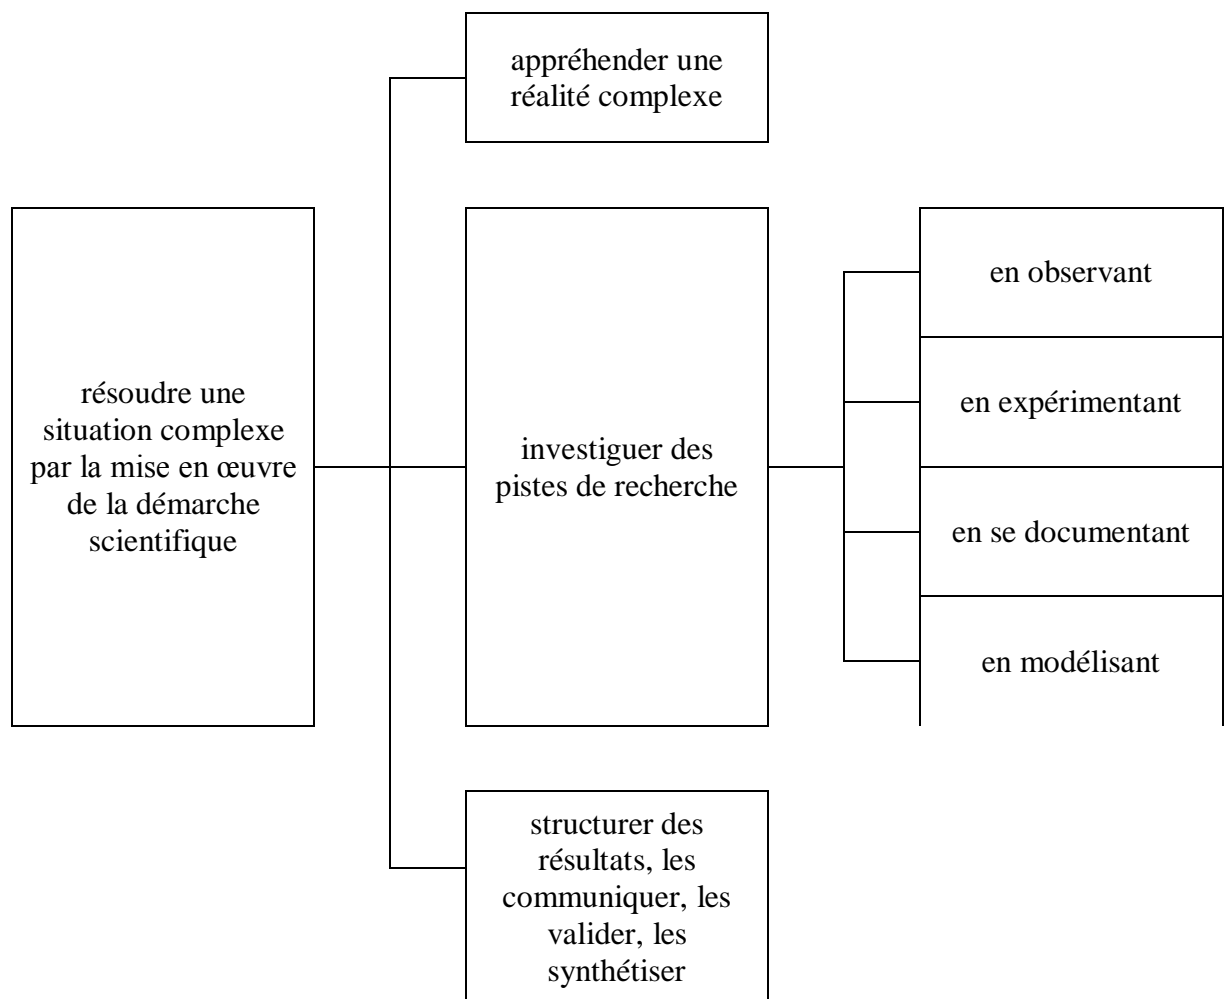 appréhender une
réalité complexe
résoudre une
situation complexe
par la mise en œuvre
de la démarche
scientifique
investiguer des
pistes de recherche
en observant
en expérimentant
en se documentant
en modélisant
structurer des
résultats, les
communiquer, les
valider, les
synthétiser